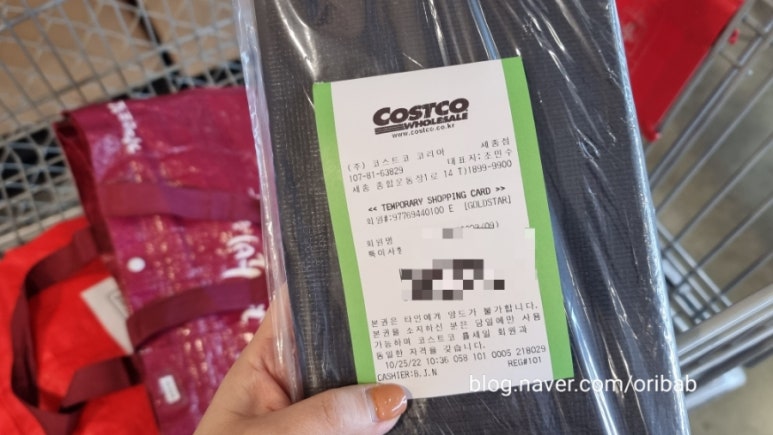 COSTCO
WHOLESALE
www.costco.co.kr
(주) 코스트코 코리아 세종점
107-81-63829 대표자:조민수
세종 종합운동장1로 14 T)1899-9900
<< TEMPORARY SHOPPING CARD >>
회원#:97769440100 E [GOLDSTAR]
회원명
특이사항
본권은 타인에게 양도가 불가합니다.
본권을 소지하신 분은 당일에만 사용
가능하며 코스트코 홀세일 회원과
동일한 자격을 갖습니다.
10/25/22 10:36 058 101 0005 218029
CASHIER:B.J.N REG#101
blog.naver.com/oribab